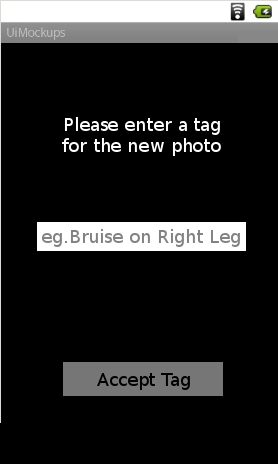 UiMockups
Please enter a tag
for the new photo
eg.Bruise on Right Leg
Accept Tag